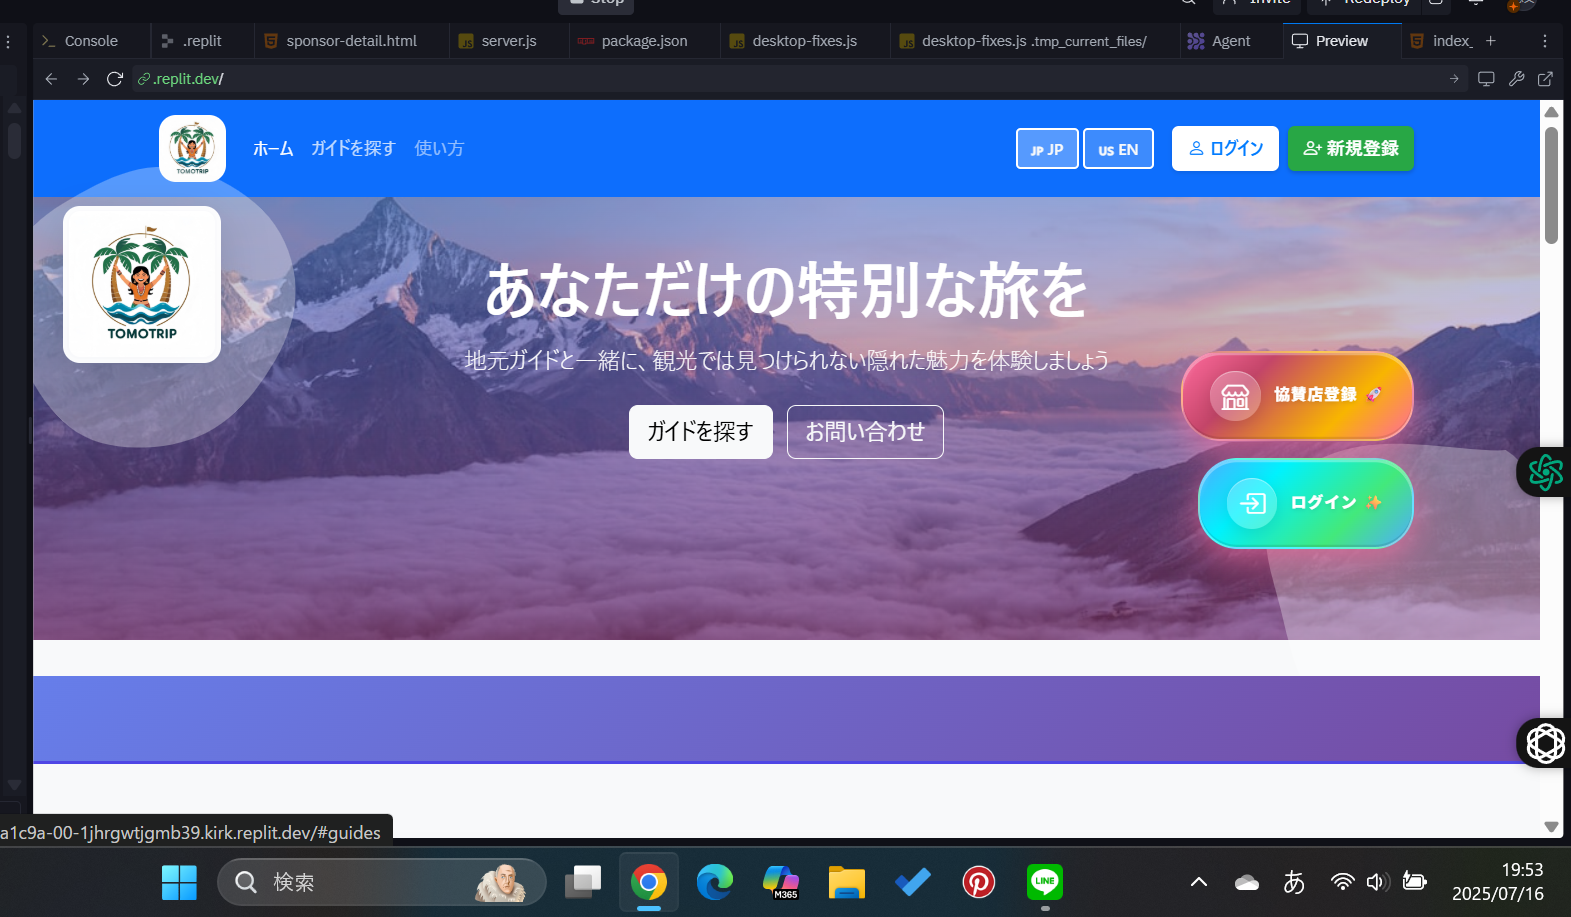 Stop
Invite
Redeploy
Console
.replit
sponsor-detail.html
server.js
package.json
desktop-fixes.js
desktop-fixes.js .tmp_current_files/
Agent
Preview
index_
.replit.dev/
TOMOTRIP
ホーム
ガイドを探す
使い方
JP JP
US EN
ログイン
新規登録
TOMOTRIP
あなただけの特別な旅を
地元ガイドと一緒に、観光では見つけられない隠れた魅力を体験しましょう
ガイドを探す
お問い合わせ
協賛店登録 🚀
ログイン ✨
a1c9a-00-1jhrgwtjgmb39.kirk.replit.dev/#guides
検索
M365
LINE
あ
19:53
2025/07/16